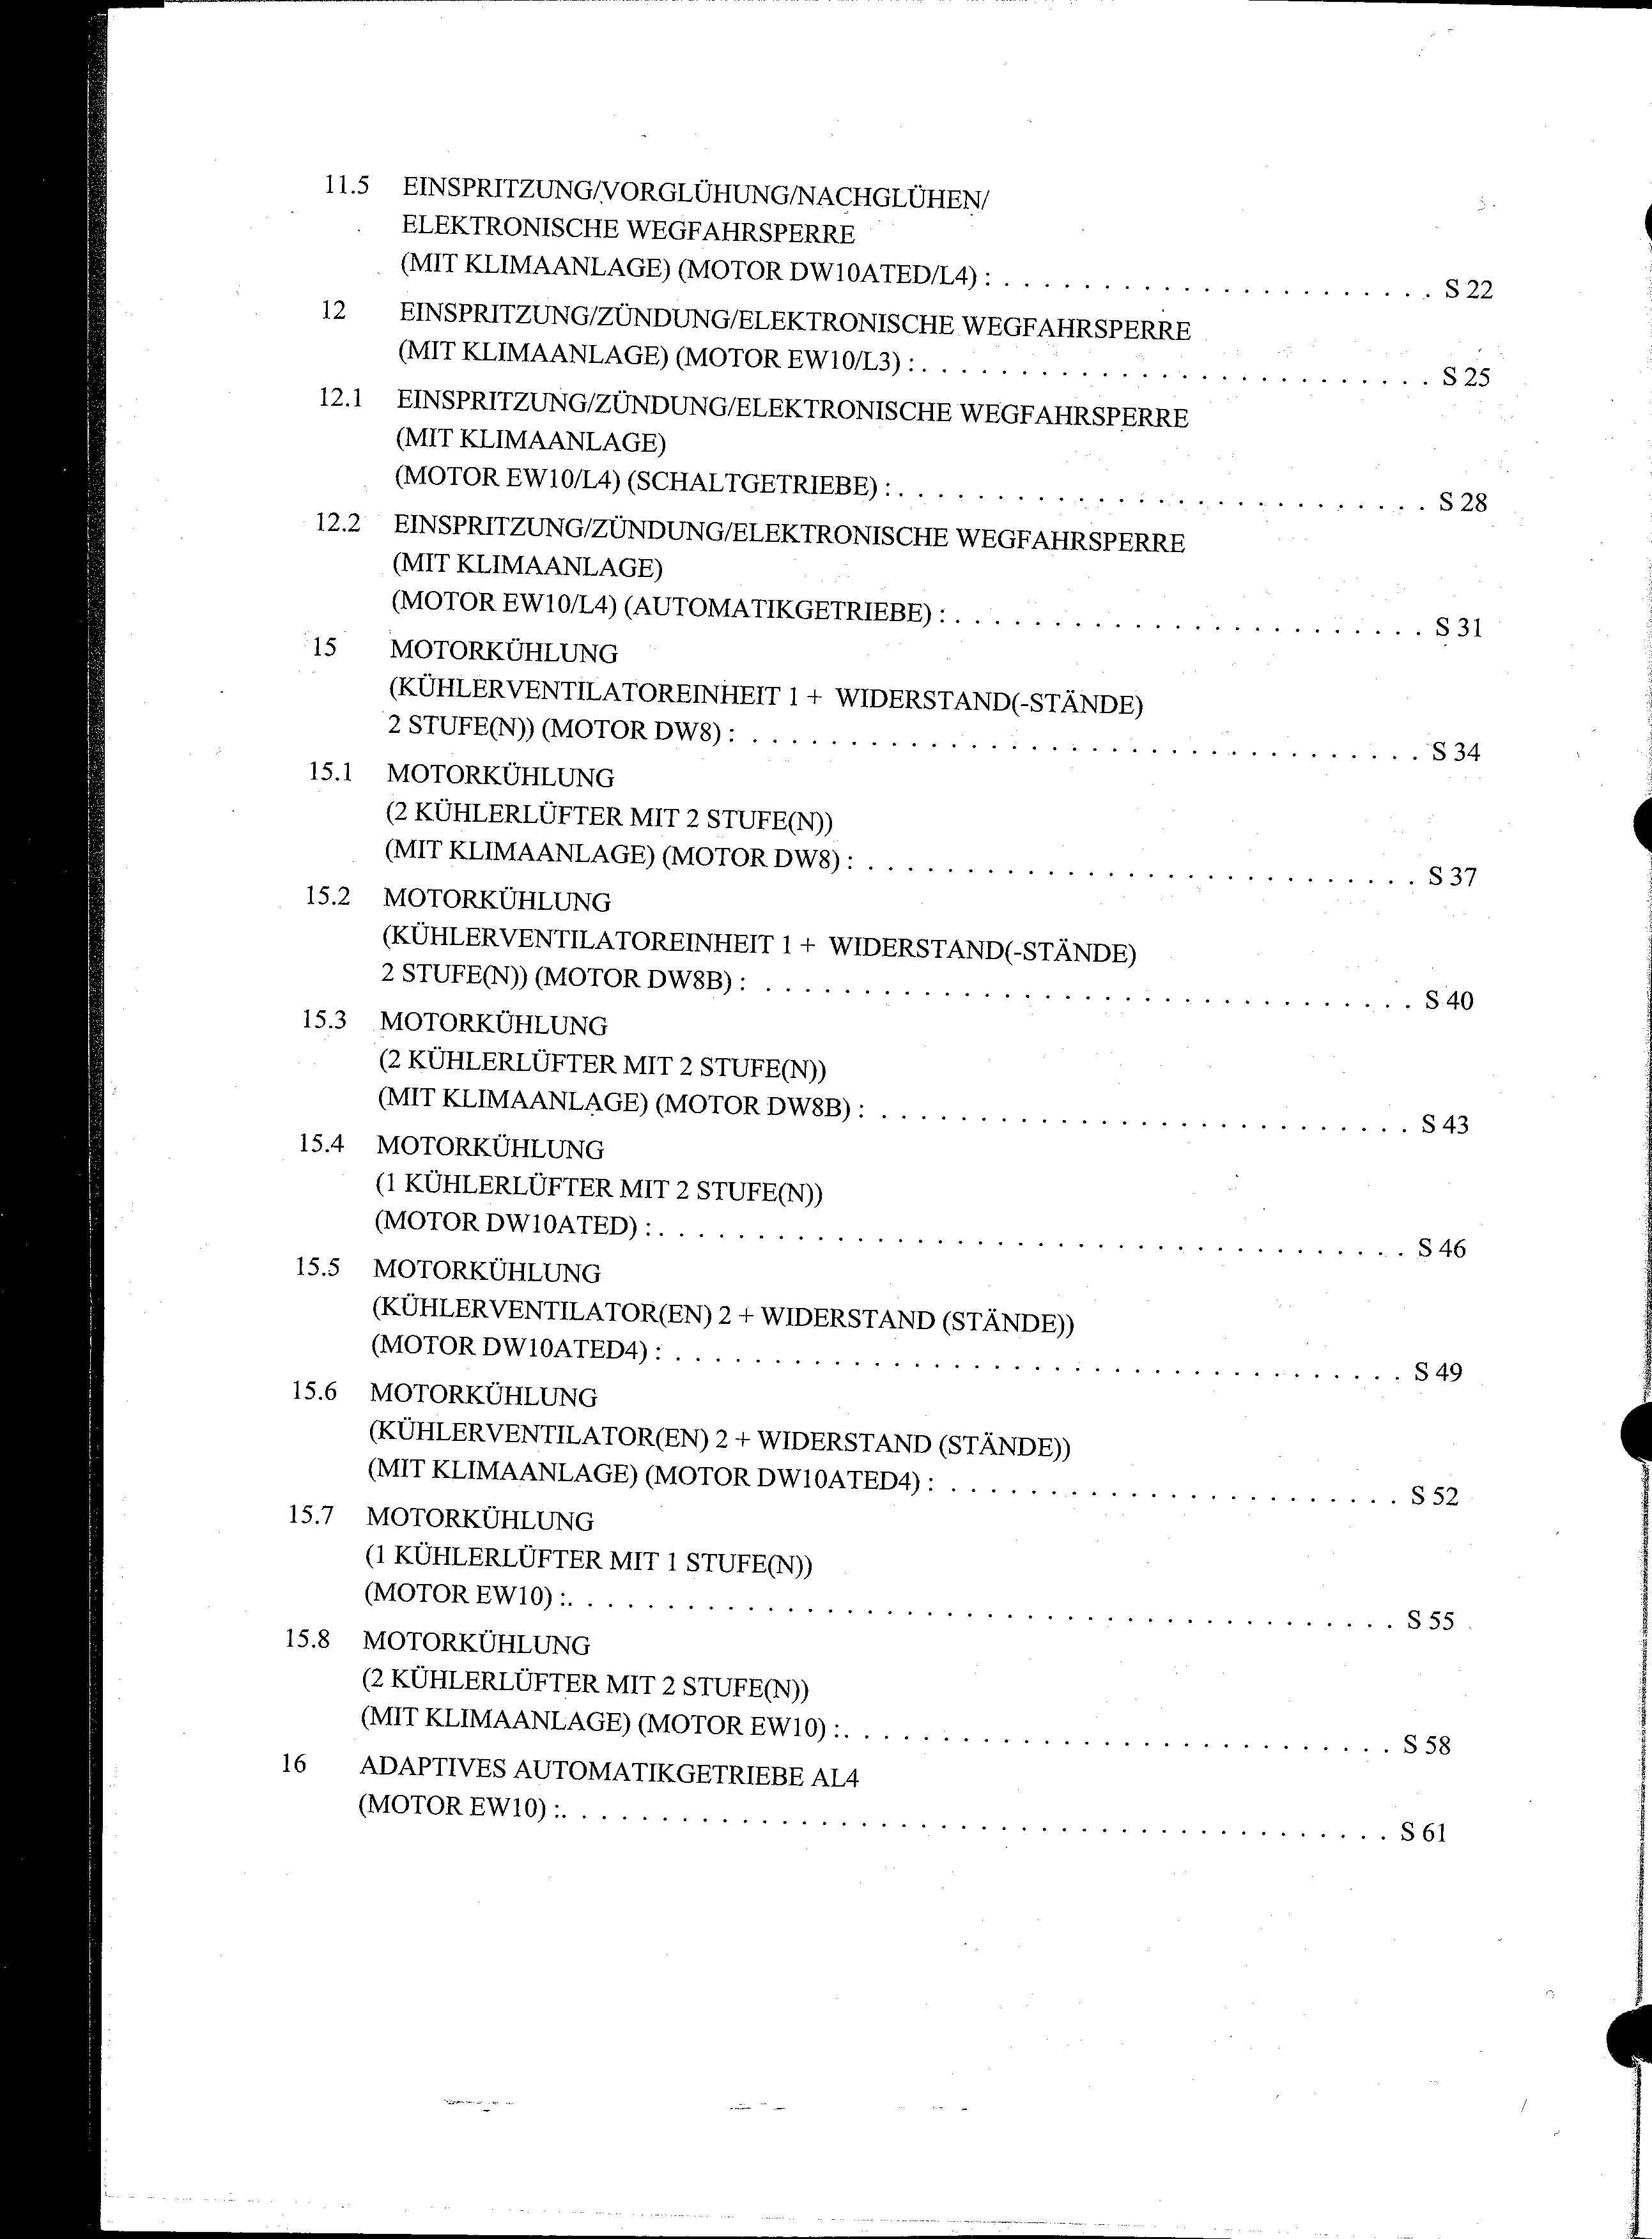 11.5 EINSPRITZUNG/VORGLÜHUNG/NACHGLÜHEN/
ELEKTRONISCHE WEGFAHRSPERRE
(MIT KLIMAANLAGE) (MOTOR DW10ATED/L4) : . . . . . . . . . . . . . . . . . . . . . . S 22
12 EINSPRITZUNG/ZÜNDUNG/ELEKTRONISCHE WEGFAHRSPERRE
(MIT KLIMAANLAGE) (MOTOR EW10/L3) : . . . . . . . . . . . . . . . . . . . . . . . . . . S 25
12.1 EINSPRITZUNG/ZÜNDUNG/ELEKTRONISCHE WEGFAHRSPERRE
(MIT KLIMAANLAGE)
(MOTOR EW10/L4) (SCHALTGETRIEBE) : . . . . . . . . . . . . . . . . . . . . . . . . . . . S 28
12.2 EINSPRITZUNG/ZÜNDUNG/ELEKTRONISCHE WEGFAHRSPERRE
(MIT KLIMAANLAGE)
(MOTOR EW10/L4) (AUTOMATIKGETRIEBE) : . . . . . . . . . . . . . . . . . . . . . . . . S 31
15 MOTORKÜHLUNG
(KÜHLERVENTILATOREINHEIT 1 + WIDERSTAND(-STÄNDE)
2 STUFE(N)) (MOTOR DW8) : . . . . . . . . . . . . . . . . . . . . . . . . . . . . . . . . . . S 34
15.1 MOTORKÜHLUNG
(2 KÜHLERLÜFTER MIT 2 STUFE(N))
(MIT KLIMAANLAGE) (MOTOR DW8) : . . . . . . . . . . . . . . . . . . . . . . . . . . . . S 37
15.2 MOTORKÜHLUNG
(KÜHLERVENTILATOREINHEIT 1 + WIDERSTAND(-STÄNDE)
2 STUFE(N)) (MOTOR DW8B) : . . . . . . . . . . . . . . . . . . . . . . . . . . . . . . . . . S 40
15.3 MOTORKÜHLUNG
(2 KÜHLERLÜFTER MIT 2 STUFE(N))
(MIT KLIMAANLAGE) (MOTOR DW8B) : . . . . . . . . . . . . . . . . . . . . . . . . . . . S 43
15.4 MOTORKÜHLUNG
(1 KÜHLERLÜFTER MIT 2 STUFE(N))
(MOTOR DW10ATED) : . . . . . . . . . . . . . . . . . . . . . . . . . . . . . . . . . . . . . . S 46
15.5 MOTORKÜHLUNG
(KÜHLERVENTILATOR(EN) 2 + WIDERSTAND (STÄNDE))
(MOTOR DW10ATED4) : . . . . . . . . . . . . . . . . . . . . . . . . . . . . . . . . . . . . . S 49
15.6 MOTORKÜHLUNG
(KÜHLERVENTILATOR(EN) 2 + WIDERSTAND (STÄNDE))
(MIT KLIMAANLAGE) (MOTOR DW10ATED4) : . . . . . . . . . . . . . . . . . . . . . . . S 52
15.7 MOTORKÜHLUNG
(1 KÜHLERLÜFTER MIT 1 STUFE(N))
(MOTOR EW10) : . . . . . . . . . . . . . . . . . . . . . . . . . . . . . . . . . . . . . . . . . . S 55
15.8 MOTORKÜHLUNG
(2 KÜHLERLÜFTER MIT 2 STUFE(N))
(MIT KLIMAANLAGE) (MOTOR EW10) : . . . . . . . . . . . . . . . . . . . . . . . . . . . . S 58
16 ADAPTIVES AUTOMATIKGETRIEBE AL4
(MOTOR EW10) : . . . . . . . . . . . . . . . . . . . . . . . . . . . . . . . . . . . . . . . . . . S 61